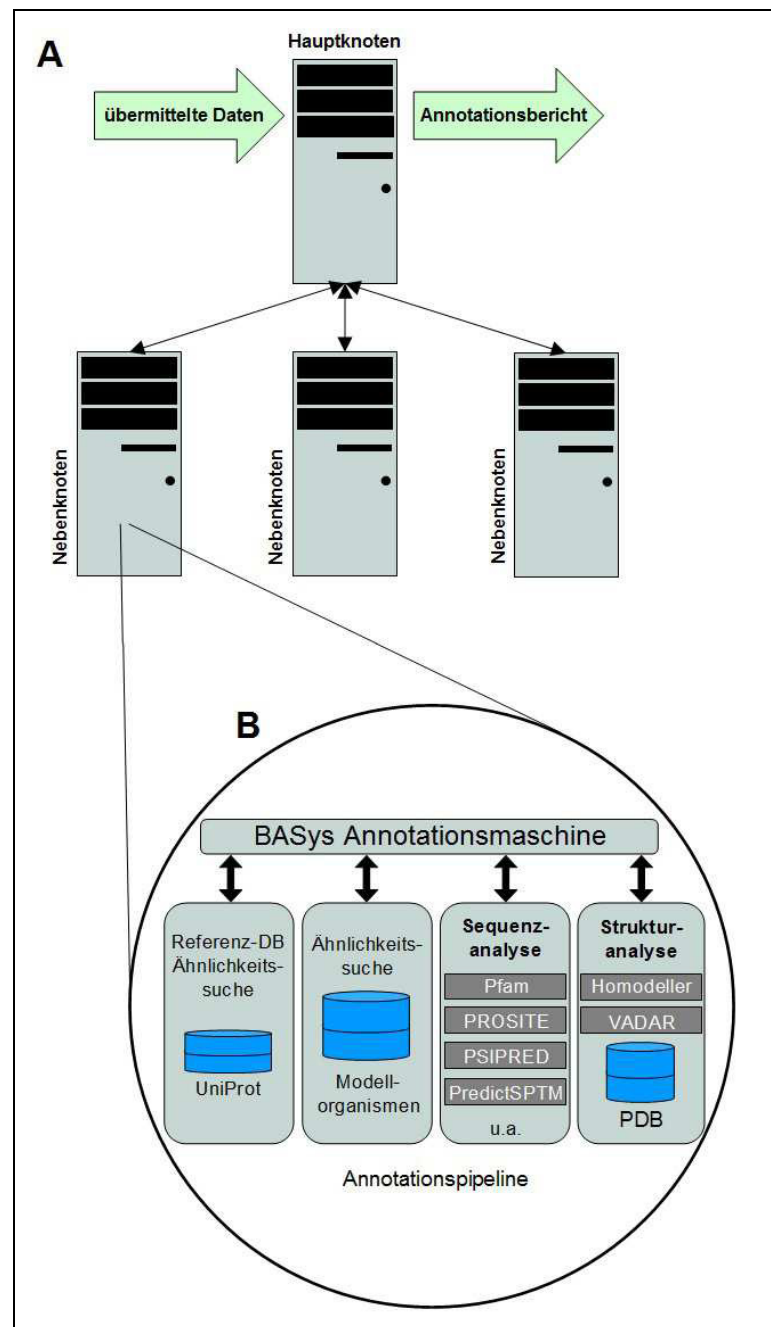 A
Hauptknoten
übermittelte Daten
Annotationsbericht
Nebenknoten
Nebenknoten
Nebenknoten
B
BASys Annotationsmaschine
Referenz-DB
Ähnlichkeits-
suche
UniProt
Ähnlichkeits-
suche
Modell-
organismen
Sequenz-
analyse
Pfam
PROSITE
PSIPRED
PredictSPTM
u.a.
Struktur-
analyse
Homodeller
VADAR
PDB
Annotationspipeline